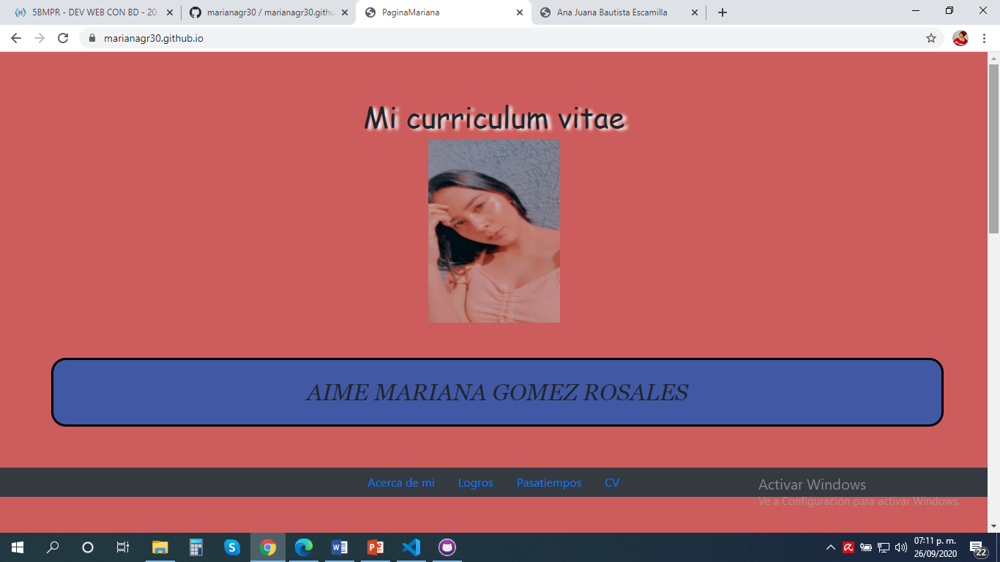 5BMPR - DEV WEB CON BD - 20
marianagr30 / marianagr30.githu
PaginaMariana
Ana Juana Bautista Escamilla
marianagr30.github.io
Mi curriculum vitae
AIME MARIANA GOMEZ ROSALES
Acerca de mi Logros Pasatiempos CV
Activar Windows
Ve a Configuración para activar Windows.
07:11 p. m.
26/09/2020
22